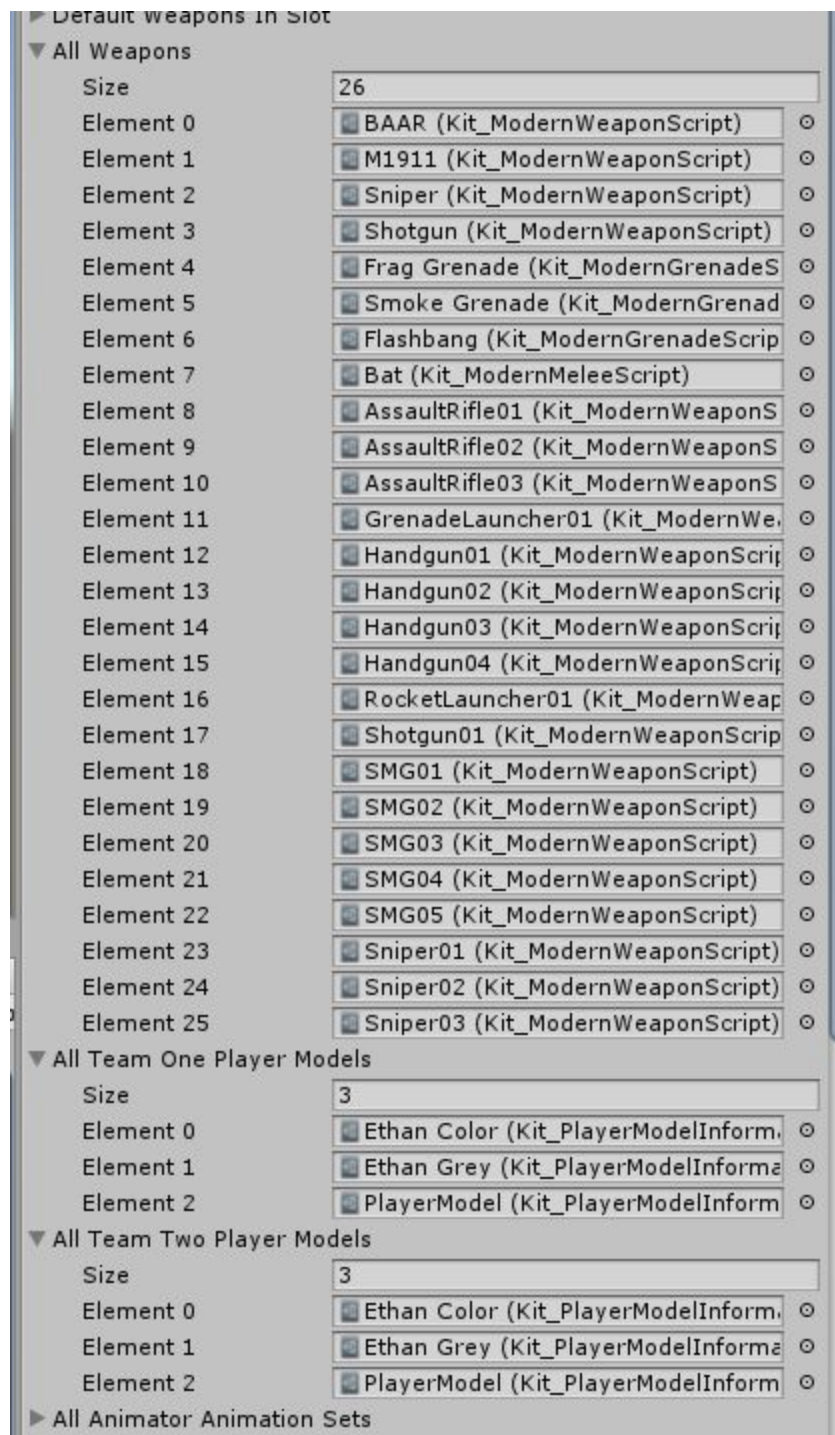 Default Weapons In Slot
All Weapons
Size 26
Element 0 BAAR (Kit_ModernWeaponScript)
Element 1 M1911 (Kit_ModernWeaponScript)
Element 2 Sniper (Kit_ModernWeaponScript)
Element 3 Shotgun (Kit_ModernWeaponScript)
Element 4 Frag Grenade (Kit_ModernGrenadeS
Element 5 Smoke Grenade (Kit_ModernGrenad
Element 6 Flashbang (Kit_ModernGrenadeScrip
Element 7 Bat (Kit_ModernMeleeScript)
Element 8 AssaultRifle01 (Kit_ModernWeaponS
Element 9 AssaultRifle02 (Kit_ModernWeaponS
Element 10 AssaultRifle03 (Kit_ModernWeaponS
Element 11 GrenadeLauncher01 (Kit_ModernWe
Element 12 Handgun01 (Kit_ModernWeaponScrip
Element 13 Handgun02 (Kit_ModernWeaponScrip
Element 14 Handgun03 (Kit_ModernWeaponScrip
Element 15 Handgun04 (Kit_ModernWeaponScrip
Element 16 RocketLauncher01 (Kit_ModernWeap
Element 17 Shotgun01 (Kit_ModernWeaponScrip
Element 18 SMG01 (Kit_ModernWeaponScript)
Element 19 SMG02 (Kit_ModernWeaponScript)
Element 20 SMG03 (Kit_ModernWeaponScript)
Element 21 SMG04 (Kit_ModernWeaponScript)
Element 22 SMG05 (Kit_ModernWeaponScript)
Element 23 Sniper01 (Kit_ModernWeaponScript)
Element 24 Sniper02 (Kit_ModernWeaponScript)
Element 25 Sniper03 (Kit_ModernWeaponScript)
All Team One Player Models
Size 3
Element 0 Ethan Color (Kit_PlayerModelInform
Element 1 Ethan Grey (Kit_PlayerModelInforma
Element 2 PlayerModel (Kit_PlayerModelInform
All Team Two Player Models
Size 3
Element 0 Ethan Color (Kit_PlayerModelInform
Element 1 Ethan Grey (Kit_PlayerModelInforma
Element 2 PlayerModel (Kit_PlayerModelInform
All Animator Animation Sets